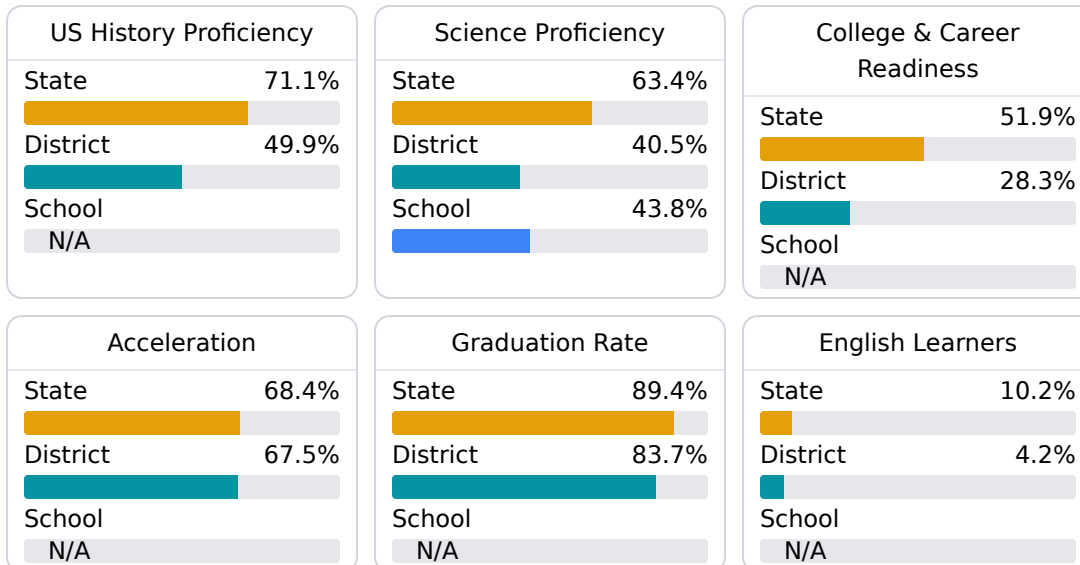 US History Proficiency
State 71.1%
District 49.9%
School
N/A
Science Proficiency
State 63.4%
District 40.5%
School 43.8%
College & Career
Readiness
State 51.9%
District 28.3%
School
N/A
Acceleration
State 68.4%
District 67.5%
School
N/A
Graduation Rate
State 89.4%
District 83.7%
School
N/A
English Learners
State 10.2%
District 4.2%
School
N/A